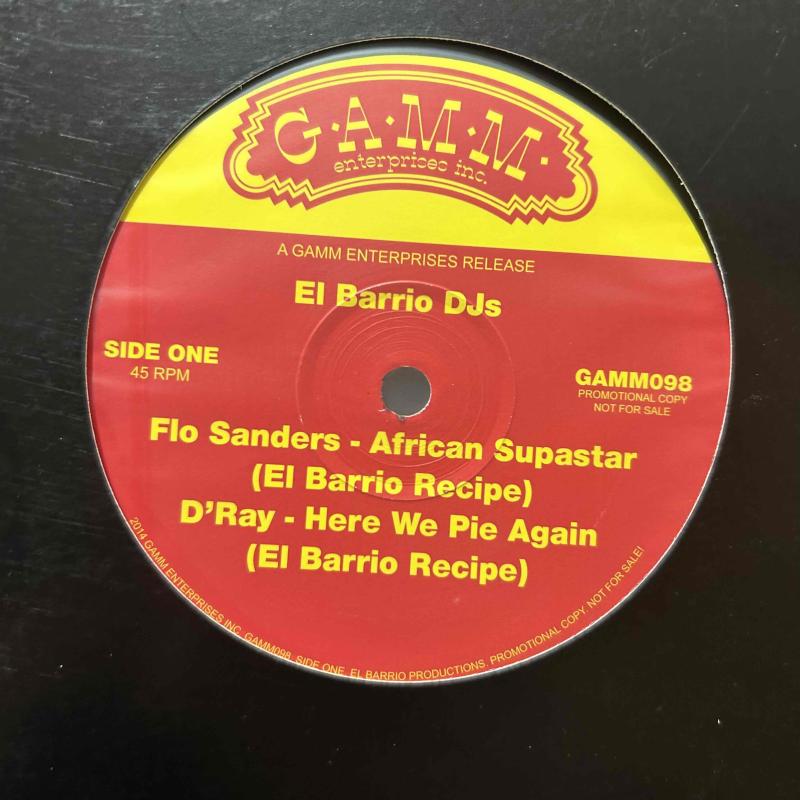 G·A·M·M·
enterprises inc.
A GAMM ENTERPRISES RELEASE
El Barrio DJs
SIDE ONE
45 RPM
GAMM098
PROMOTIONAL COPY
NOT FOR SALE
Flo Sanders - African Supastar
(El Barrio Recipe)
D'Ray - Here We Pie Again
(El Barrio Recipe)
2014 GAMM ENTERPRISES INC. GAMM098. SIDE ONE. EL BARRIO PRODUCTIONS. PROMOTIONAL COPY. NOT FOR SALE!